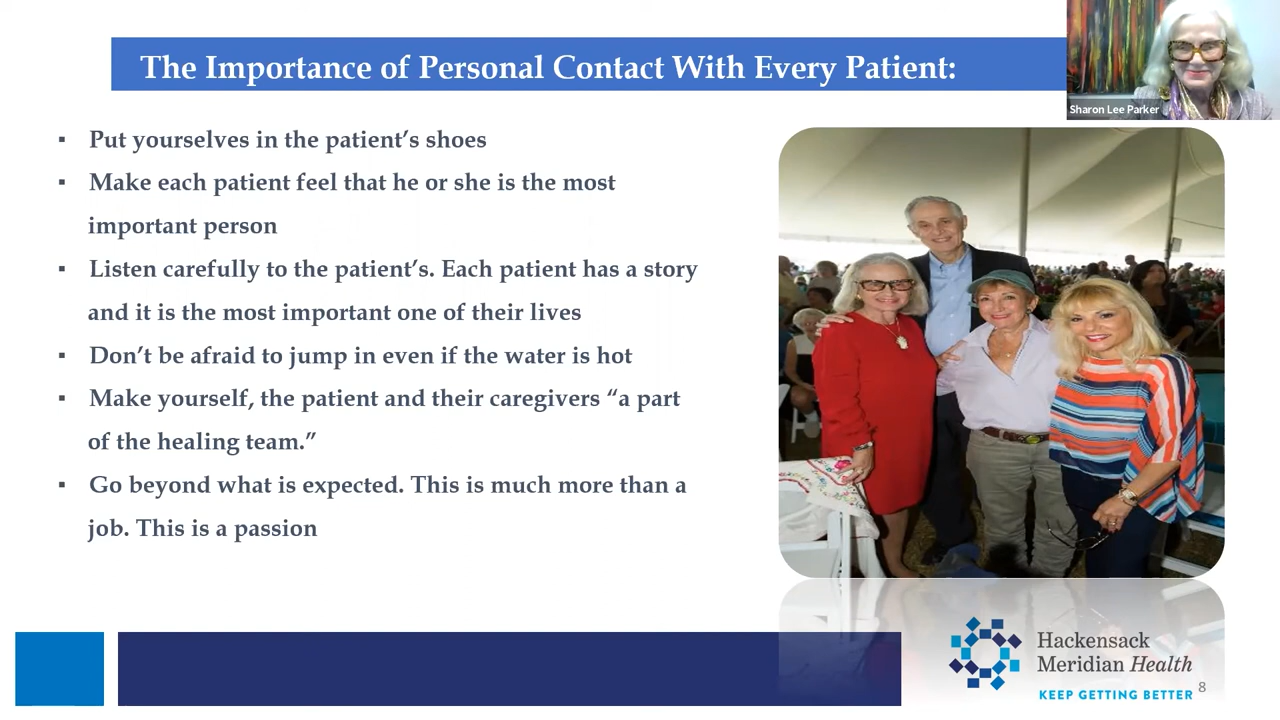 The Importance of Personal Contact With Every Patient:
Sharon Lee Parker
▪ Put yourselves in the patient’s shoes
▪ Make each patient feel that he or she is the most
important person
▪ Listen carefully to the patient’s. Each patient has a story
and it is the most important one of their lives
▪ Don’t be afraid to jump in even if the water is hot
▪ Make yourself, the patient and their caregivers “a part
of the healing team.”
▪ Go beyond what is expected. This is much more than a
job. This is a passion
Hackensack
Meridian Health
KEEP GETTING BETTER
8